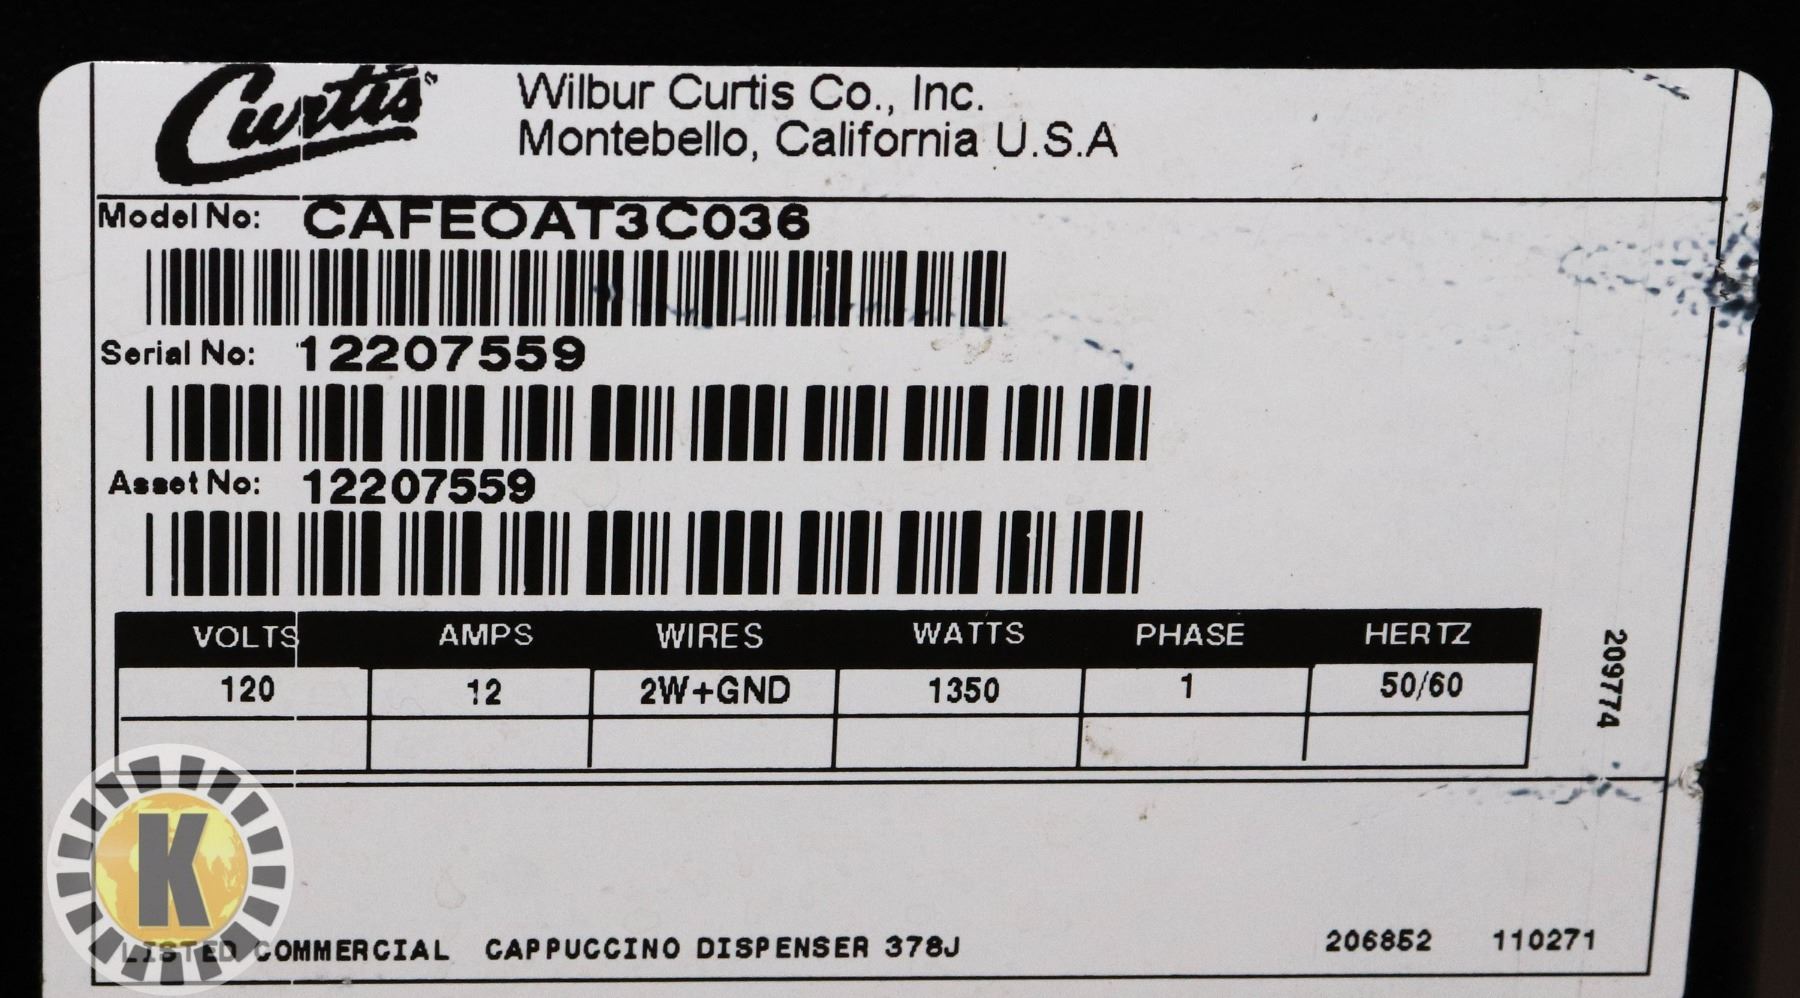 Curtis®
Wilbur Curtis Co., Inc.
Montebello, California U.S.A
Model No: CAFEOAT3C036
Serial No: 12207559
Asset No: 12207559
VOLTS AMPS WIRES WATTS PHASE HERTZ
120 12 2W+GND 1350 1 50/60
209774
K
LISTED COMMERCIAL CAPPUCCINO DISPENSER 378J 206852 110271